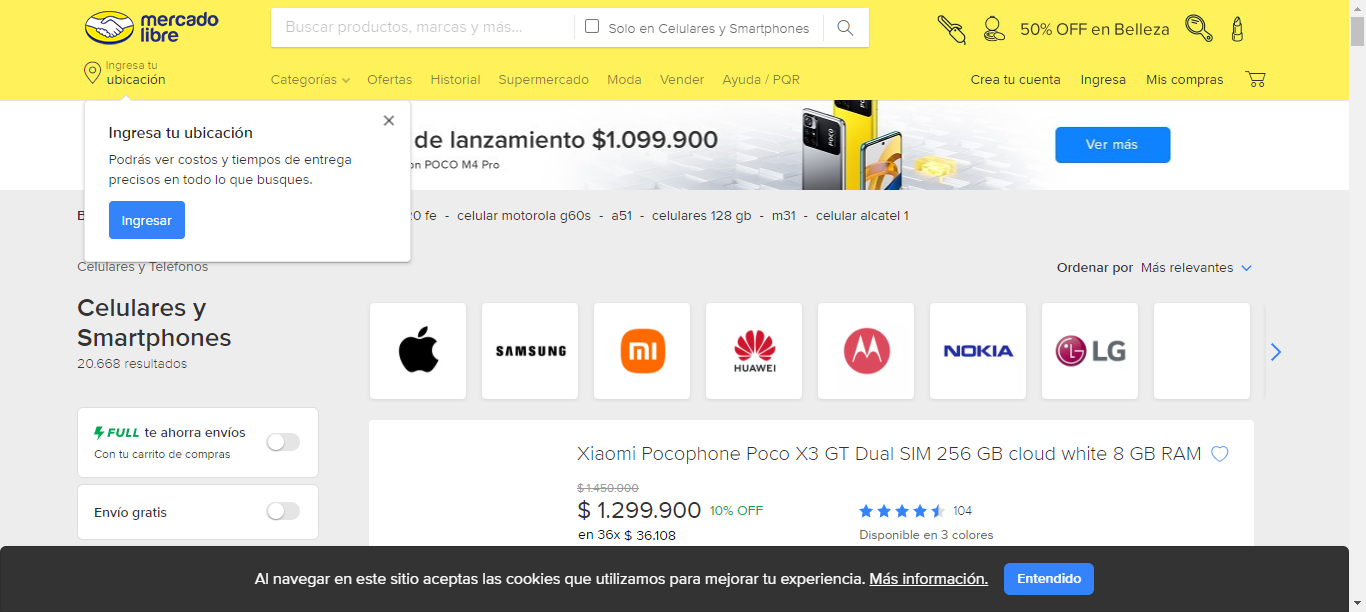 mercado
libre
Buscar productos, marcas y más...
Solo en Celulares y Smartphones
50% OFF en Belleza
Ingresa tu
ubicación
Categorías
Ofertas
Historial
Supermercado
Moda
Vender
Ayuda / PQR
Crea tu cuenta
Ingresa
Mis compras
Ingresa tu ubicación
Podrás ver costos y tiempos de entrega
precisos en todo lo que busques.
Ingresar
de lanzamiento $1.099.900
POCO M4 Pro
POCO
Ver más
fe - celular motorola g60s - a51 - celulares 128 gb - m31 - celular alcatel 1
Celulares y Teléfonos
Ordenar por Más relevantes
Celulares y
Smartphones
20.668 resultados
SAMSUNG
mi
HUAWEI
NOKIA
LG
FULL te ahorra envíos
Con tu carrito de compras
Envío gratis
Xiaomi Pocophone Poco X3 GT Dual SIM 256 GB cloud white 8 GB RAM
$ 1.450.000
$ 1.299.900 10% OFF
en 36x $ 36.108
104
Disponible en 3 colores
Al navegar en este sitio aceptas las cookies que utilizamos para mejorar tu experiencia. Más información.
Entendido